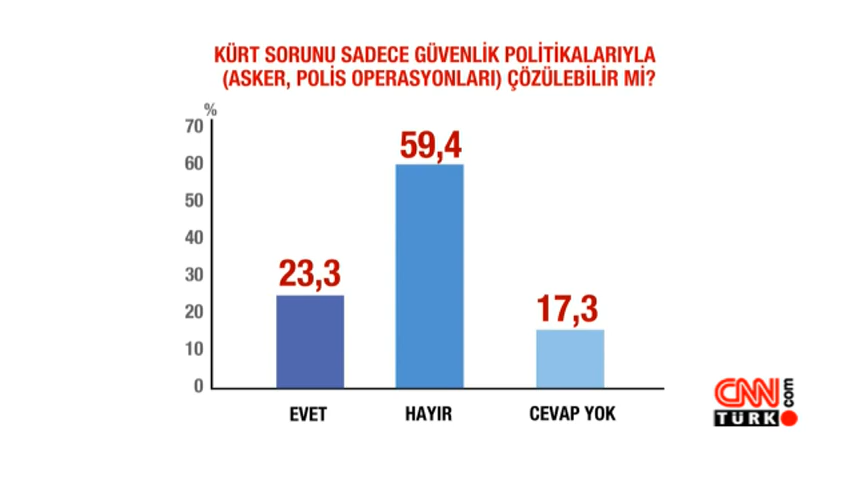 KÜRT SORUNU SADECE GÜVENLİK POLİTİKALARIYLA
(ASKER, POLİS OPERASYONLARI) ÇÖZÜLEBİLİR Mİ?
%
70
60
50
40
30
20
10
0
23,3
59,4
17,3
EVET
HAYIR
CEVAP YOK
CNN
TÜRK
.com